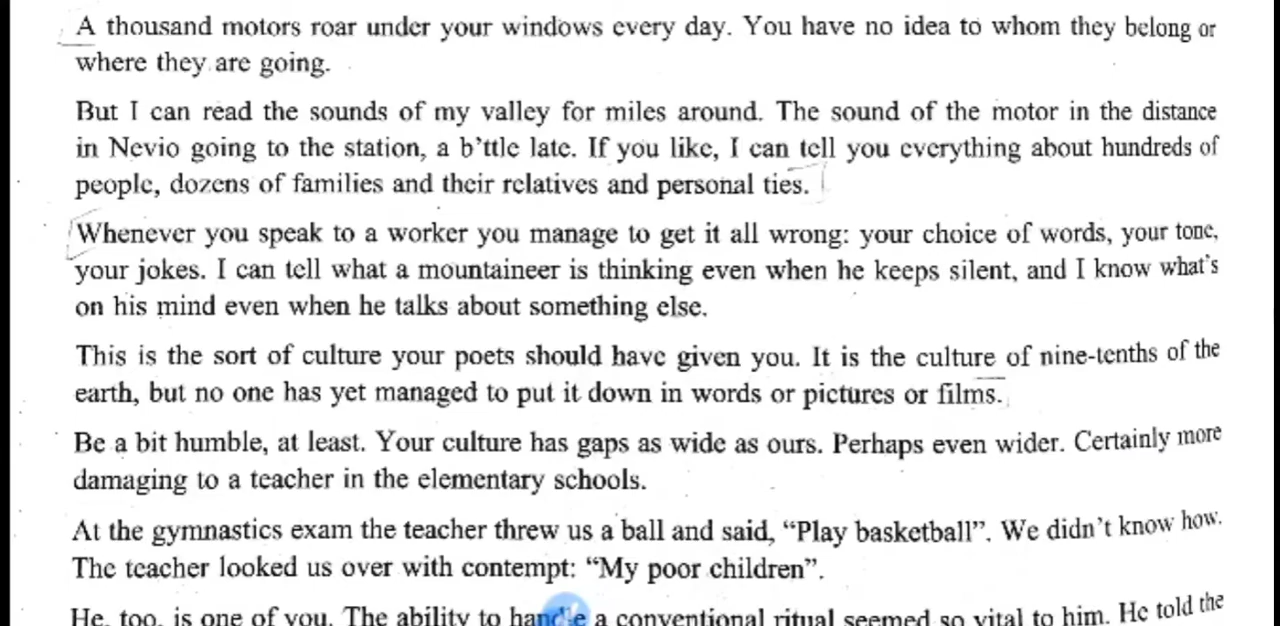 A thousand motors roar under your windows every day. You have no idea to whom they belong or
where they are going.
But I can read the sounds of my valley for miles around. The sound of the motor in the distance
in Nevio going to the station, a b’ttle late. If you like, I can tell you everything about hundreds of
people, dozens of families and their relatives and personal ties.
Whenever you speak to a worker you manage to get it all wrong: your choice of words, your tone,
your jokes. I can tell what a mountaineer is thinking even when he keeps silent, and I know what's
on his mind even when he talks about something else.
This is the sort of culture your poets should have given you. It is the culture of nine-tenths of the
earth, but no one has yet managed to put it down in words or pictures or films.
Be a bit humble, at least. Your culture has gaps as wide as ours. Perhaps even wider. Certainly more
damaging to a teacher in the elementary schools.
At the gymnastics exam the teacher threw us a ball and said, “Play basketball”. We didn’t know how.
The teacher looked us over with contempt: “My poor children”.
He, too, is one of you. The ability to handle a conventional ritual seemed so vital to him. He told the